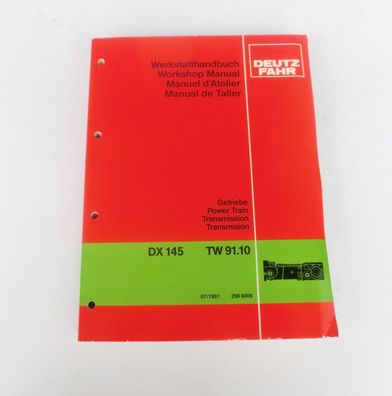 Werkstatthandbuch
Workshop Manual
Manuel d'Atelier
Manual de Taller
DEUTZ
FAHR
Getriebe
Power Train
Transmission
Transmisión
DX 145 TW 91.10
07/1981 298 6006